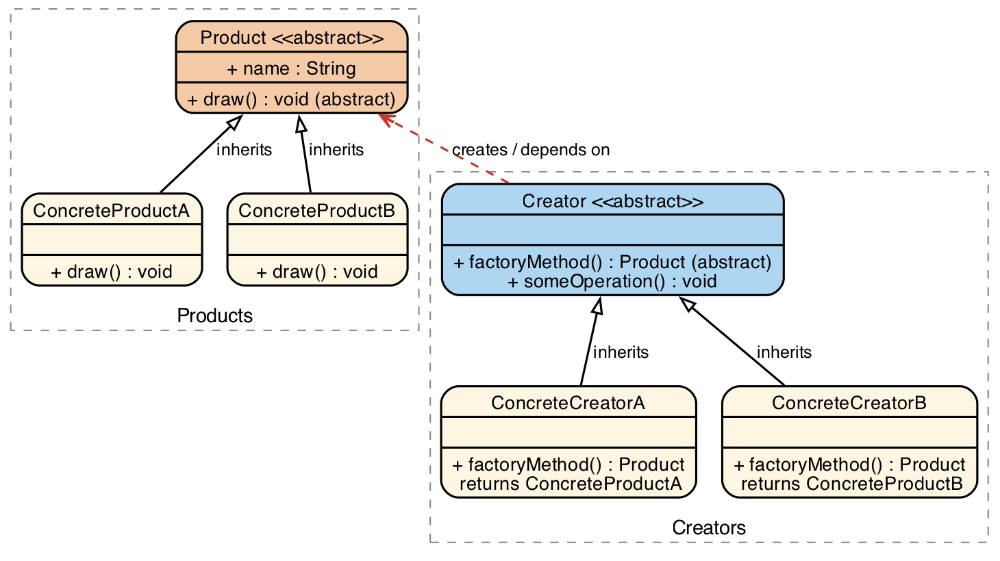 Product <<abstract>>
+ name : String
+ draw() : void (abstract)
inherits
inherits
creates / depends on
ConcreteProductA
+ draw() : void
ConcreteProductB
+ draw() : void
Products
Creator <<abstract>>
+ factoryMethod() : Product (abstract)
+ someOperation() : void
inherits
inherits
ConcreteCreatorA
+ factoryMethod() : Product
returns ConcreteProductA
ConcreteCreatorB
+ factoryMethod() : Product
returns ConcreteProductB
Creators